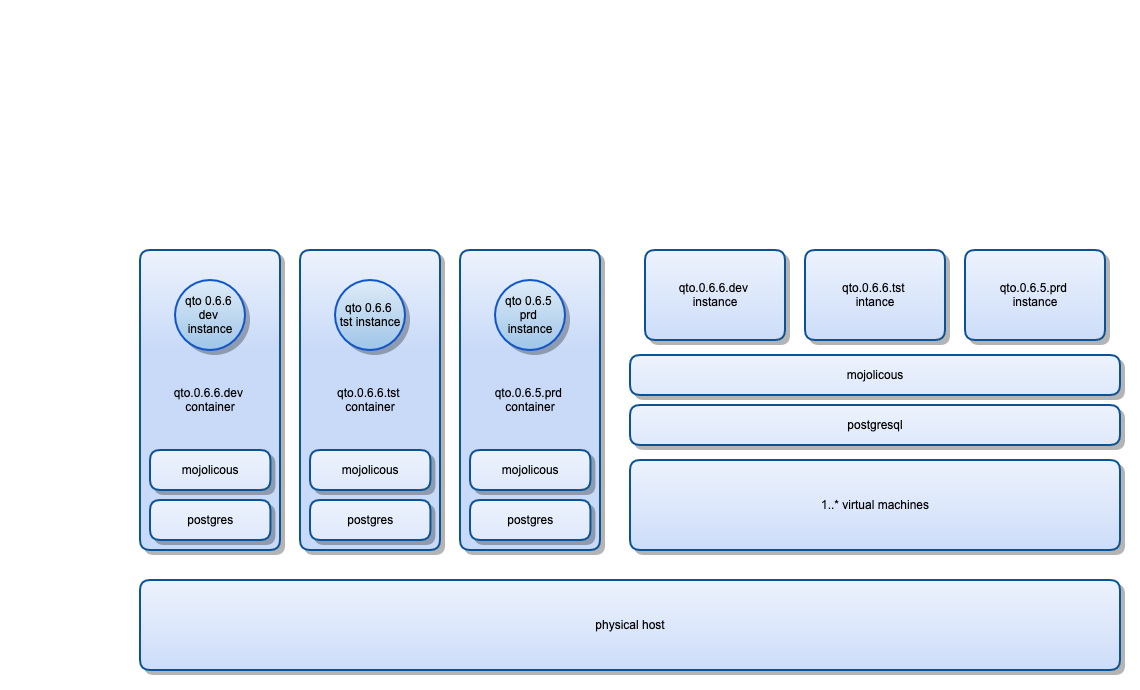 qto 0.6.6
dev
instance
qto.0.6.6.dev
container
mojolicous
postgres
qto 0.6.6
tst instance
qto.0.6.6.tst
container
mojolicous
postgres
qto 0.6.5
prd
instance
qto.0.6.5.prd
container
mojolicous
postgres
qto.0.6.6.dev
instance
qto.0.6.6.tst
intance
qto.0.6.5.prd
instance
mojolicous
postgresql
1..* virtual machines
physical host